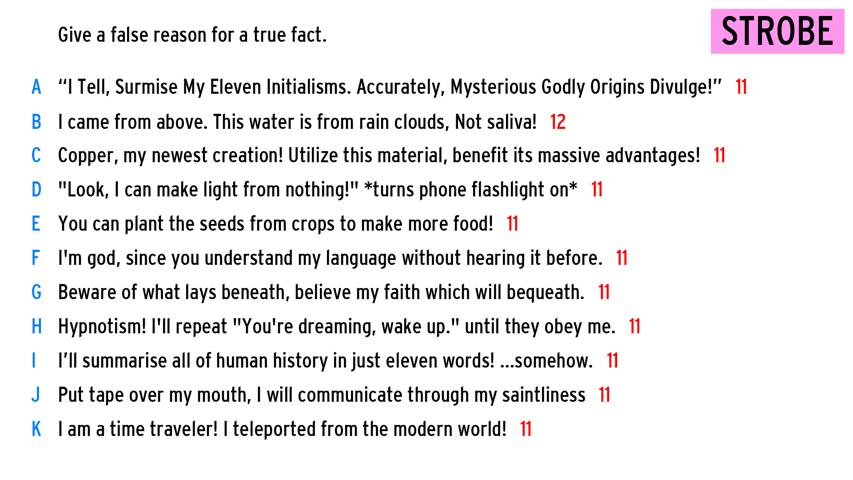 Give a false reason for a true fact.
STROBE
A “I Tell, Surmise My Eleven Initialisms. Accurately, Mysterious Godly Origins Divulge!” 11
B I came from above. This water is from rain clouds, Not saliva! 12
C Copper, my newest creation! Utilize this material, benefit its massive advantages! 11
D "Look, I can make light from nothing!" *turns phone flashlight on* 11
E You can plant the seeds from crops to make more food! 11
F I'm god, since you understand my language without hearing it before. 11
G Beware of what lays beneath, believe my faith which will bequeath. 11
H Hypnotism! I'll repeat "You're dreaming, wake up." until they obey me. 11
I I’ll summarise all of human history in just eleven words! ...somehow. 11
J Put tape over my mouth, I will communicate through my saintliness 11
K I am a time traveler! I teleported from the modern world! 11